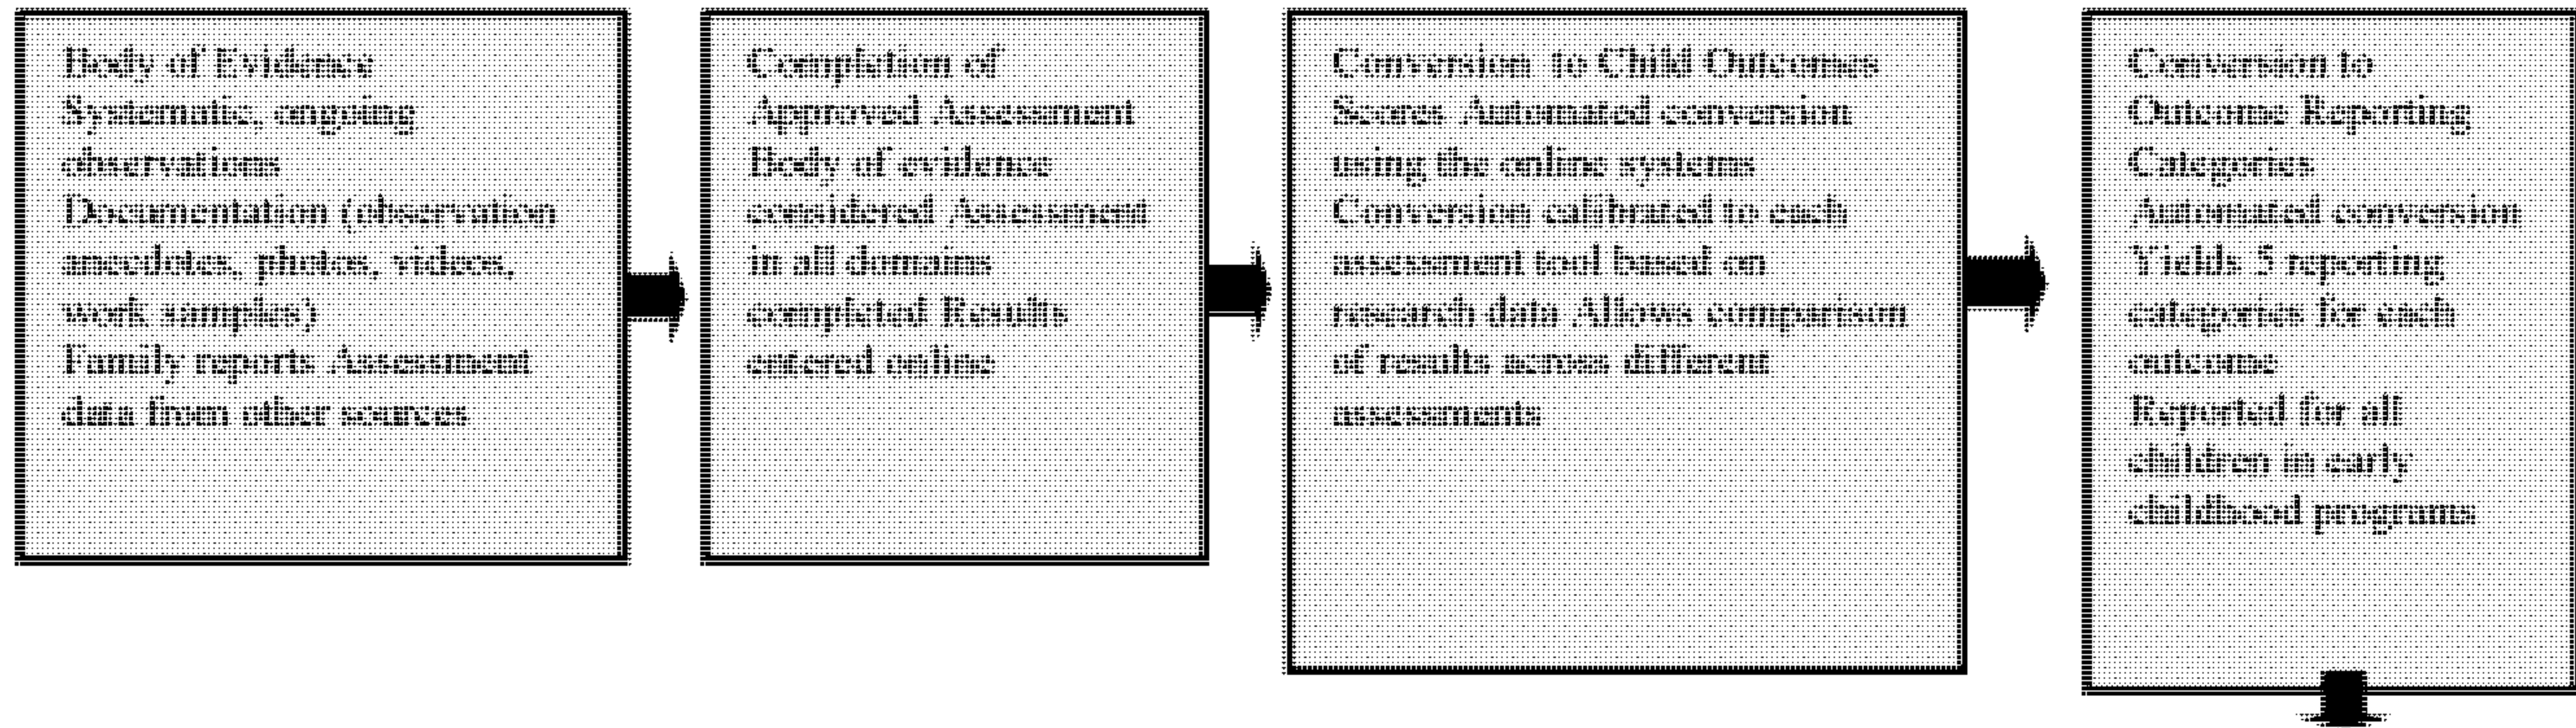 Body of Evidence
Systematic, ongoing
observations
Documentation (observation
anecdotes, photos, videos,
work samples)
Family reports Assessment
data from other sources
Completion of
Approved Assessment
Body of evidence
considered Assessment
in all domains
completed Results
entered online
Conversion to Child Outcomes
Scores Automated conversion
using the online systems
Conversion calibrated to each
assessment tool based on
research data Allows comparison
of results across different
assessments
Conversion to
Outcome Reporting
Categories
Automated conversion
Yields 5 reporting
categories for each
outcome
Reported for all
children in early
childhood programs